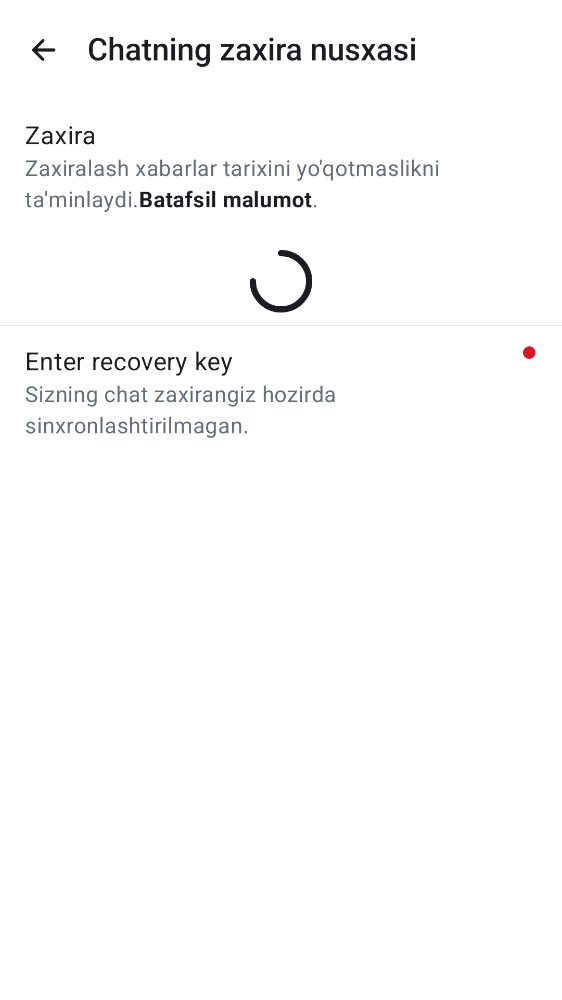 Chatning zaxira nusxasi
Zaxira
Zaxiralash xabarlar tarixini yo'qotmaslikni
ta'minlaydi.Batafsil malumot.
Enter recovery key
Sizning chat zaxirangiz hozirda
sinxronlashtirilmagan.